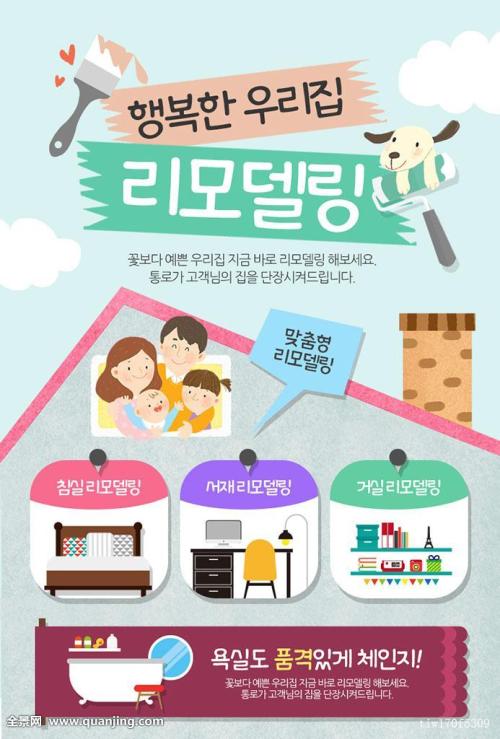 행복한 우리집
리모델링
꽃보다 예쁜 우리집 지금 바로 리모델링 해보세요.
통로가 고객님의 집을 단장시켜드립니다.
맞춤형
리모델링
침실 리모델링
서재 리모델링
거실 리모델링
욕실도 품격있게 체인지!
꽃보다 예쁜 우리집 지금 바로 리모델링 해보세요.
통로가 고객님의 집을 단장시켜드립니다.
全景网 www.quanjing.com
tiw170f5309